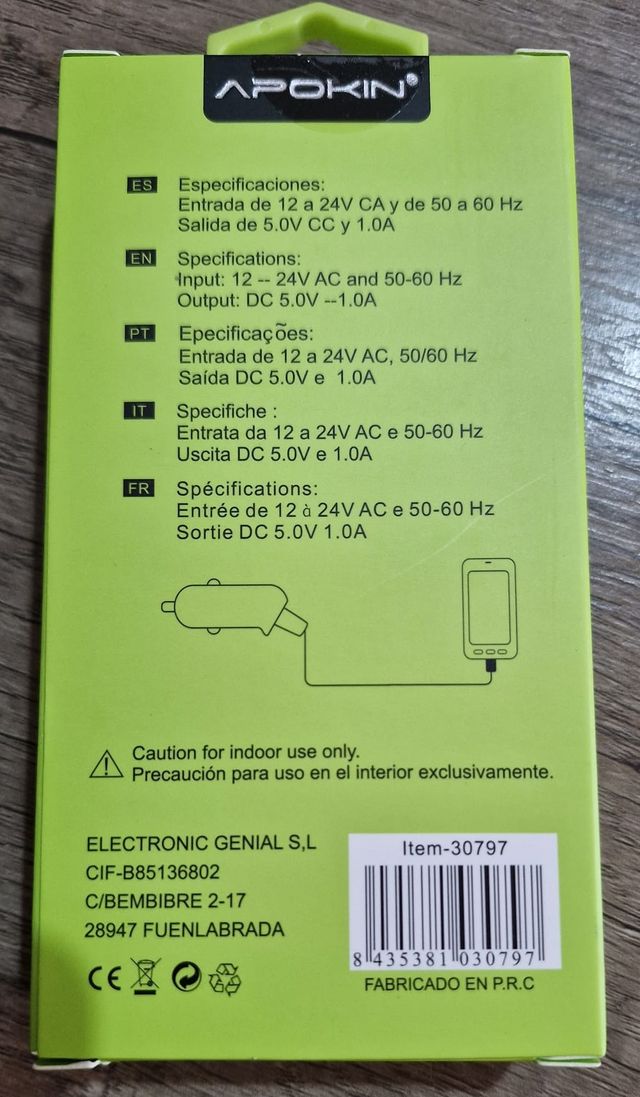 APOKIN®
ES Especificaciones:
Entrada de 12 a 24V CA y de 50 a 60 Hz
Salida de 5.0V CC y 1.0A
EN Specifications:
Input: 12 -- 24V AC and 50-60 Hz
Output: DC 5.0V --1.0A
PT Epecificações:
Entrada de 12 a 24V AC, 50/60 Hz
Saída DC 5.0V e 1.0A
IT Specifiche :
Entrata da 12 a 24V AC e 50-60 Hz
Uscita DC 5.0V e 1.0A
FR Spécifications:
Entrée de 12 à 24V AC e 50-60 Hz
Sortie DC 5.0V 1.0A
Caution for indoor use only.
Precaución para uso en el interior exclusivamente.
ELECTRONIC GENIAL S,L
CIF-B85136802
C/BEMBIBRE 2-17
28947 FUENLABRADA
CE
Item-30797
8 435381 030797
FABRICADO EN P.R.C